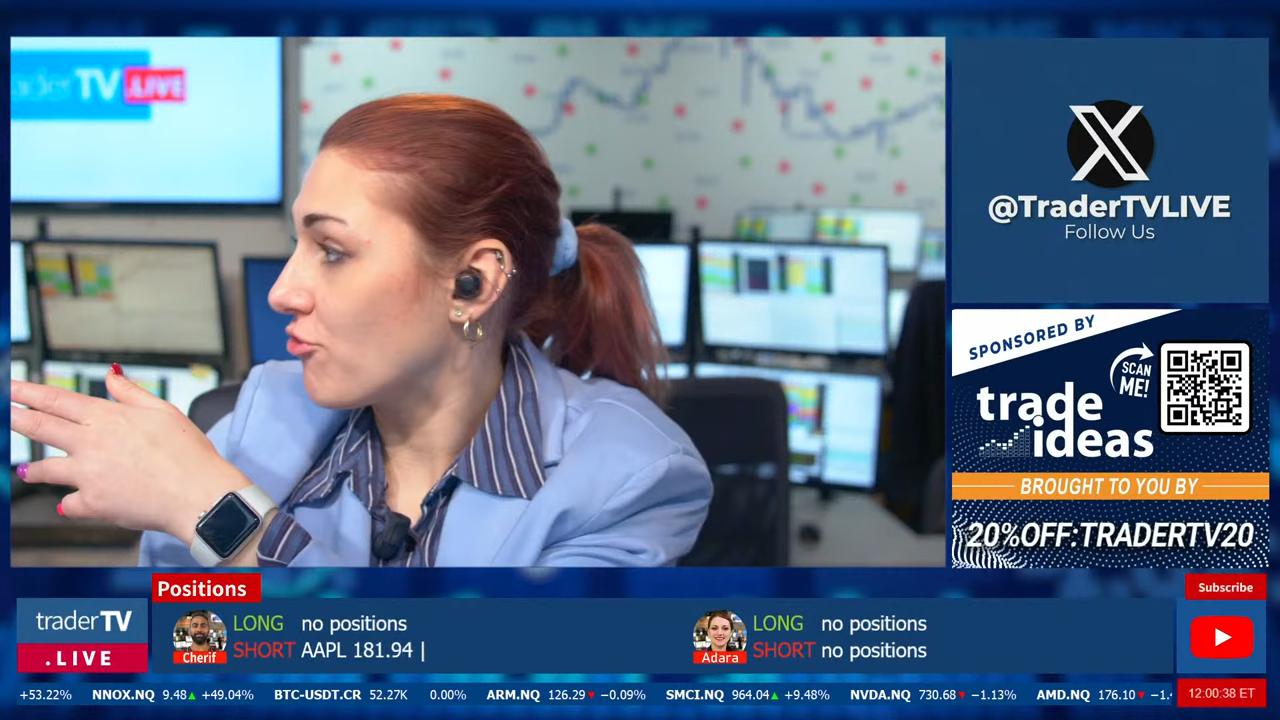 aderTV .LIVE
@TraderTVLIVE
Follow Us
SPONSORED BY
SCAN
ME!
trade
ideas
BROUGHT TO YOU BY
20%OFF:TRADERTV20
Positions
Subscribe
traderTV
.LIVE
Cherif
LONG no positions
SHORT AAPL 181.94 |
Adara
LONG no positions
SHORT no positions
+53.22% NNOX.NQ 9.48▲ +49.04% BTC-USDT.CR 52.27K 0.00% ARM.NQ 126.29▼ −0.09% SMCI.NQ 964.04▲ +9.48% NVDA.NQ 730.68▼ −1.13% AMD.NQ 176.10▼ −1.
12:00:38 ET